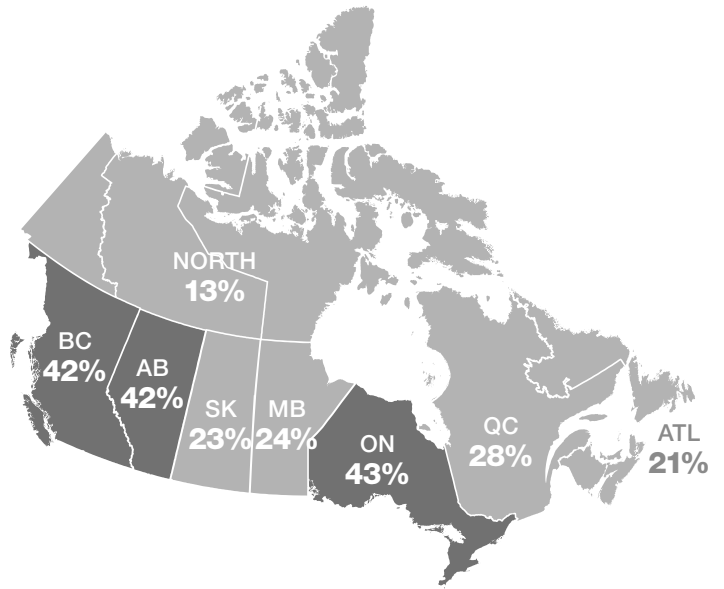 NORTH
13%
BC
42%
AB
42%
SK
23%
MB
24%
ON
43%
QC
28%
ATL
21%